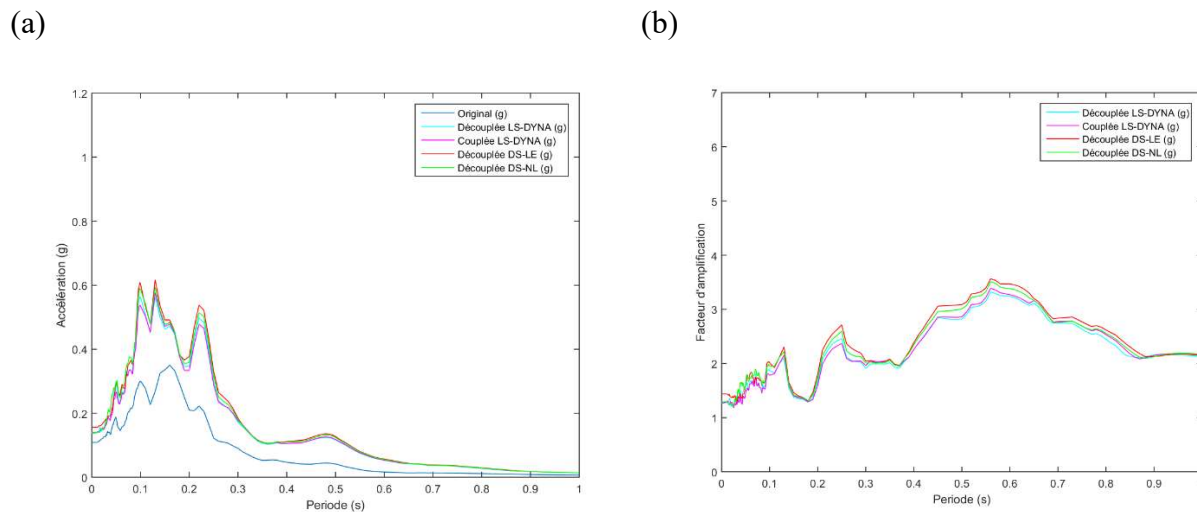 (a)
(b)
Original (g)
Découplée LS-DYNA (g)
Couplée LS-DYNA (g)
Découplée DS-LE (g)
Découplée DS-NL (g)
Accélération (g)
1.2
1
0.8
0.6
0.4
0.2
0
0 0.1 0.2 0.3 0.4 0.5 0.6 0.7 0.8 0.9 1
Periode (s)
Découplée LS-DYNA (g)
Couplée LS-DYNA (g)
Découplée DS-LE (g)
Découplée DS-NL (g)
Facteur d'amplification
7
6
5
4
3
2
1
0
0 0.1 0.2 0.3 0.4 0.5 0.6 0.7 0.8 0.9
Periode (s)